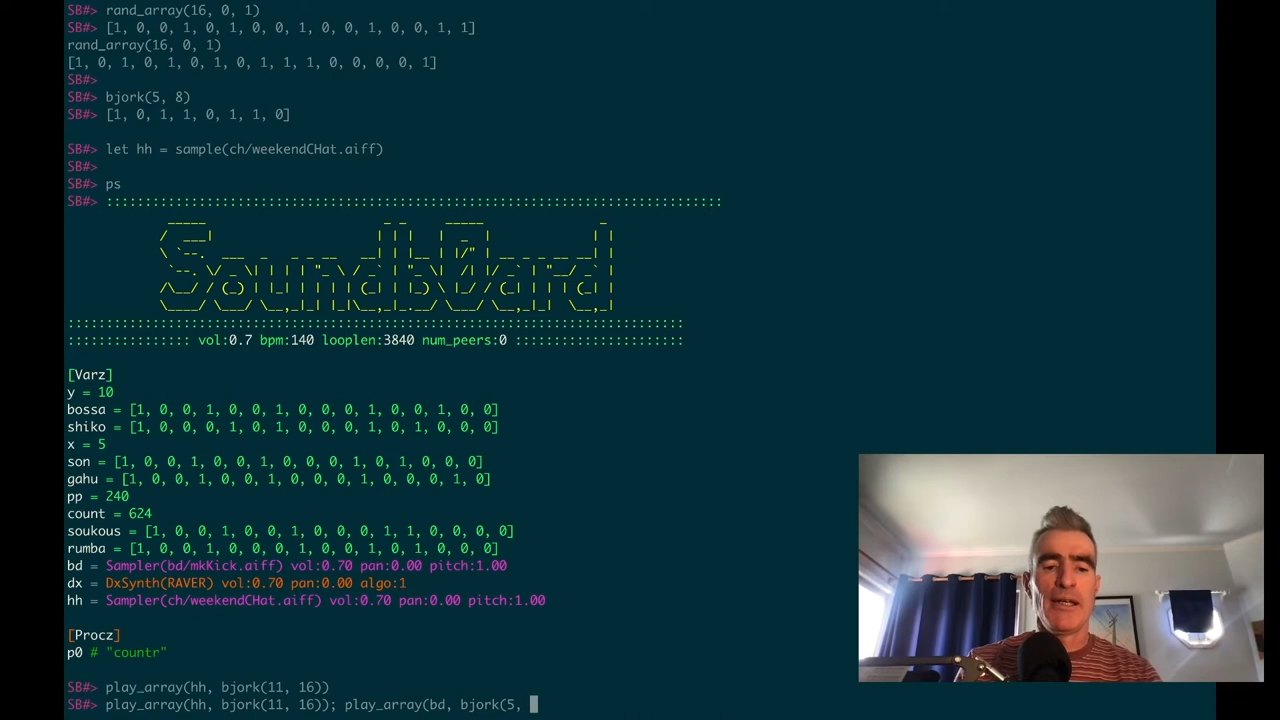 SB#> rand_array(16, 0, 1)
SB#> [1, 0, 0, 1, 0, 1, 0, 0, 1, 0, 0, 1, 0, 0, 1, 1]
rand_array(16, 0, 1)
[1, 0, 1, 0, 1, 0, 1, 0, 1, 1, 1, 0, 0, 0, 0, 1]
SB#>
SB#> bjork(5, 8)
SB#> [1, 0, 1, 1, 0, 1, 1, 0]
SB#> let hh = sample(ch/weekendCHat.aiff)
SB#>
SB#> ps
SB#> ::::::::::::::::::::::::::::::::::::::::::::::::::::::::::::::::::::::::::::::::
Soundb0ard
::::::::::::::::::::::::::::::::::::::::::::::::::::::::::::::::::::::::::::::::
:::::::::::::::: vol:0.7 bpm:140 looplen:3840 num_peers:0 ::::::::::::::::::::::
[Varz]
y = 10
bossa = [1, 0, 0, 1, 0, 0, 1, 0, 0, 0, 1, 0, 0, 1, 0, 0]
shiko = [1, 0, 0, 0, 1, 0, 1, 0, 0, 0, 1, 0, 1, 0, 0, 0]
x = 5
son = [1, 0, 0, 1, 0, 0, 1, 0, 0, 0, 1, 0, 1, 0, 0, 0]
gahu = [1, 0, 0, 1, 0, 0, 1, 0, 0, 0, 1, 0, 0, 0, 1, 0]
pp = 240
count = 624
soukous = [1, 0, 0, 1, 0, 0, 1, 0, 0, 0, 1, 1, 0, 0, 0, 0]
rumba = [1, 0, 0, 1, 0, 0, 0, 1, 0, 0, 1, 0, 1, 0, 0, 0]
bd = Sampler(bd/mkKick.aiff) vol:0.70 pan:0.00 pitch:1.00
dx = DxSynth(RAVER) vol:0.70 pan:0.00 algo:1
hh = Sampler(ch/weekendCHat.aiff) vol:0.70 pan:0.00 pitch:1.00
[Procz]
p0 # "countr"
SB#> play_array(hh, bjork(11, 16))
SB#> play_array(hh, bjork(11, 16)); play_array(bd, bjork(5,